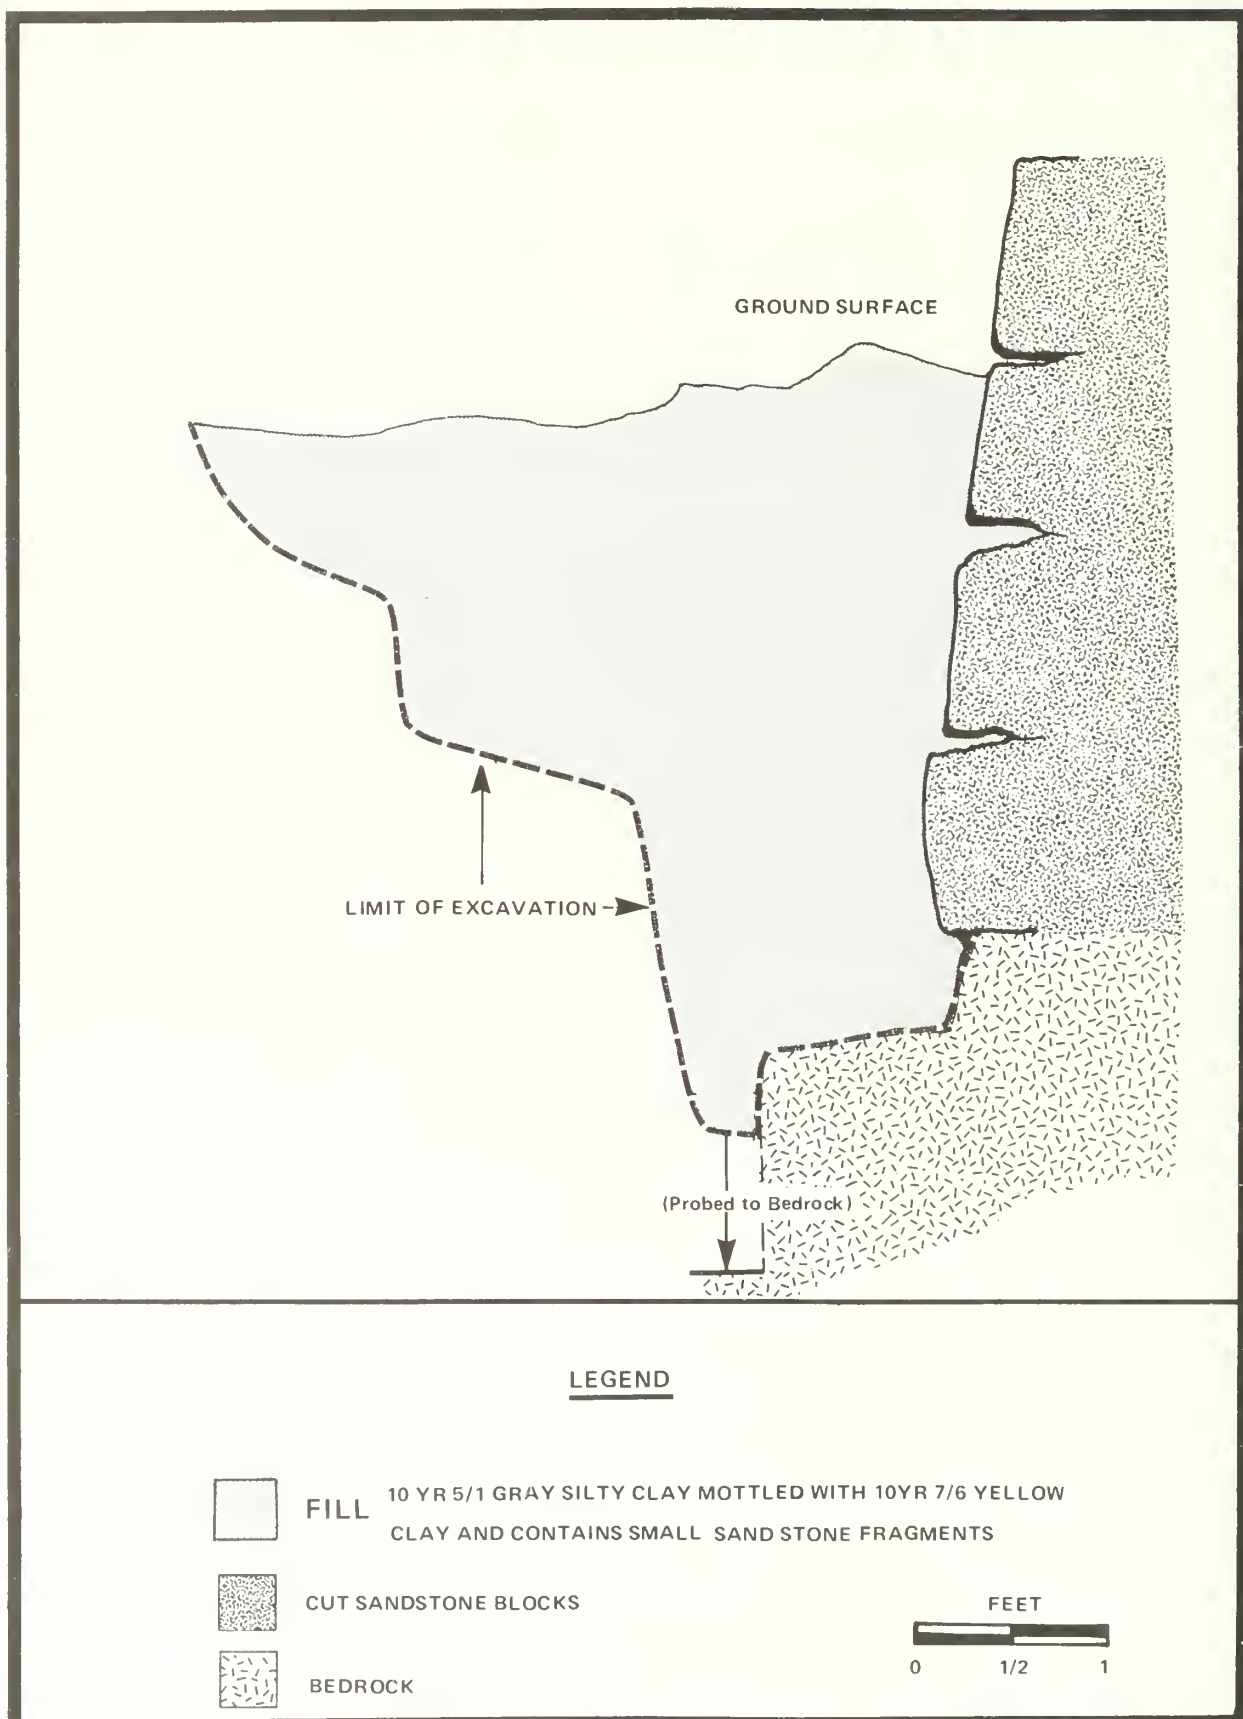 GROUND SURFACE
LIMIT OF EXCAVATION
(Probed to Bedrock)
LEGEND
FILL 10 YR 5/1 GRAY SILTY CLAY MOTTLED WITH 10YR 7/6 YELLOW
CLAY AND CONTAINS SMALL SAND STONE FRAGMENTS
CUT SANDSTONE BLOCKS
FEET
0 1/2 1
BEDROCK